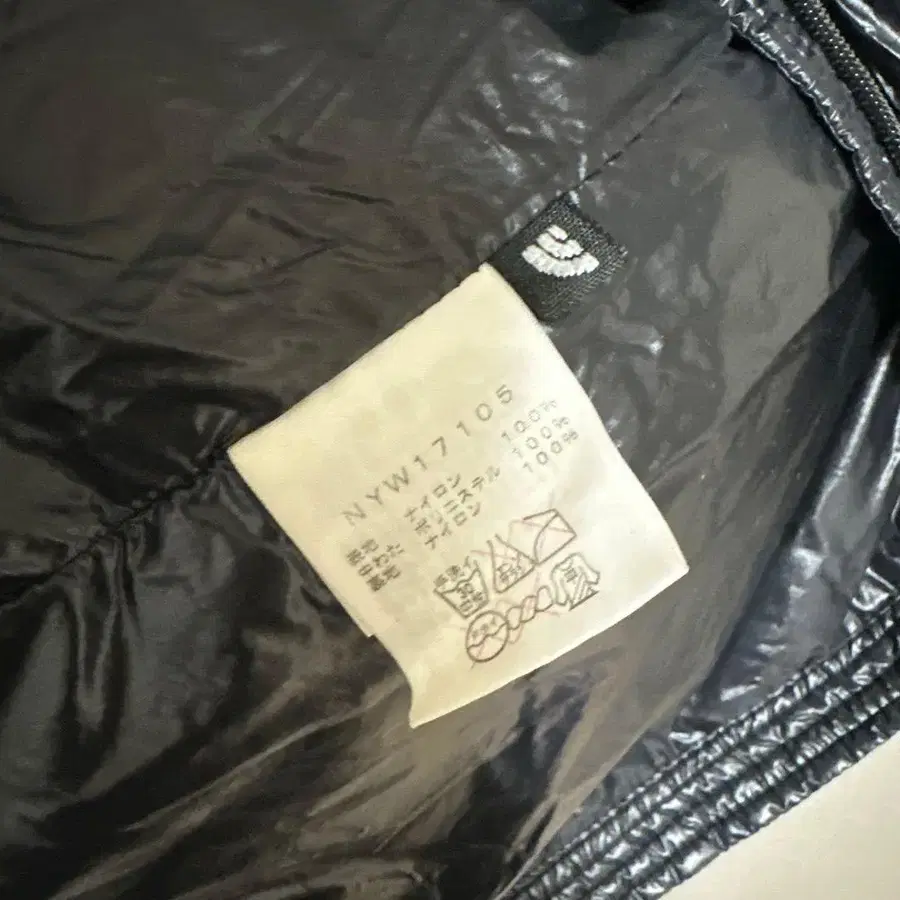 NYW17105
表地 ナイロン 100%
中わた ポリエステル 100%
裏地 ナイロン 100%